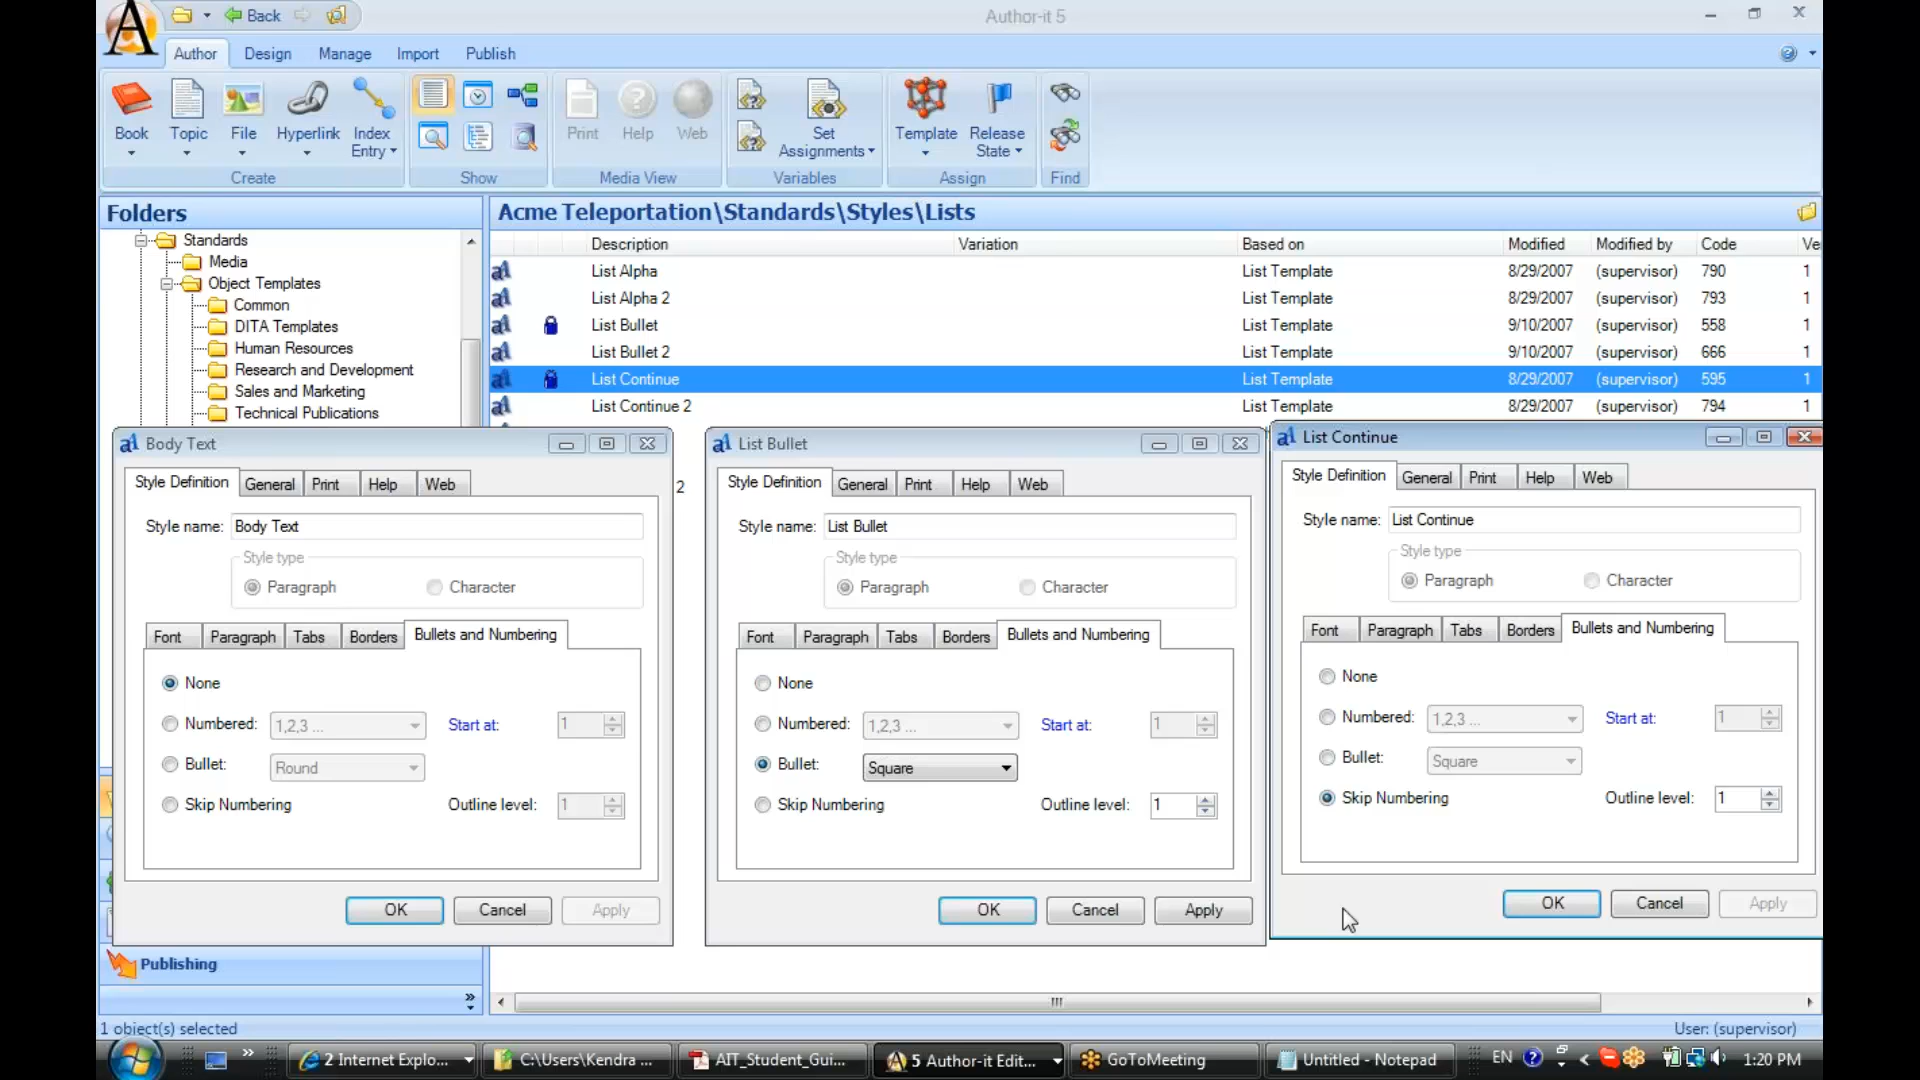 Back
Author-it 5
Author Design Manage Import Publish
Book Topic File Hyperlink Index Entry
Create
Show
Print Help Web
Media View
Set Assignments
Variables
Template Release State
Assign
Find
Folders
Standards
Media
Object Templates
Common
DITA Templates
Human Resources
Research and Development
Sales and Marketing
Technical Publications
Acme Teleportation\Standards\Styles\Lists
Description Variation Based on Modified Modified by Code Ve
List Alpha List Template 8/29/2007 (supervisor) 790 1
List Alpha 2 List Template 8/29/2007 (supervisor) 793 1
List Bullet List Template 9/10/2007 (supervisor) 558 1
List Bullet 2 List Template 9/10/2007 (supervisor) 666 1
List Continue List Template 8/29/2007 (supervisor) 595 1
List Continue 2 List Template 8/29/2007 (supervisor) 794 1
2
Body Text
Style Definition General Print Help Web
Style name: Body Text
Style type
Paragraph Character
Font Paragraph Tabs Borders Bullets and Numbering
None
Numbered: 1,2,3 ... Start at: 1
Bullet: Round
Skip Numbering Outline level: 1
OK Cancel Apply
List Bullet
Style Definition General Print Help Web
Style name: List Bullet
Style type
Paragraph Character
Font Paragraph Tabs Borders Bullets and Numbering
None
Numbered: 1,2,3 ... Start at: 1
Bullet: Square
Skip Numbering Outline level: 1
OK Cancel Apply
List Continue
Style Definition General Print Help Web
Style name: List Continue
Style type
Paragraph Character
Font Paragraph Tabs Borders Bullets and Numbering
None
Numbered: 1,2,3 ... Start at: 1
Bullet: Square
Skip Numbering Outline level: 1
OK Cancel Apply
Publishing
1 object(s) selected
User: (supervisor)
2 Internet Explo... C:\Users\Kendra ... AIT_Student_Gui... 5 Author-it Edit... GoToMeeting Untitled - Notepad EN 1:20 PM